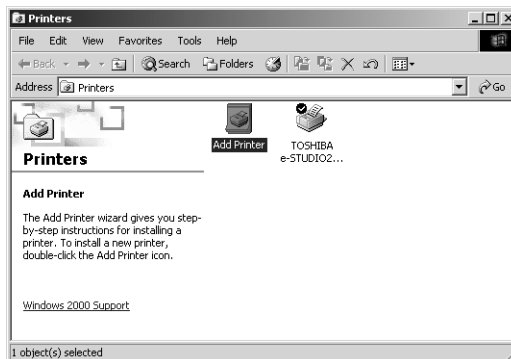 Printers
File Edit View Favorites Tools Help
Back Search Folders
Address Printers Go
Printers
Add Printer
The Add Printer wizard gives you step-
by-step instructions for installing a
printer. To install a new printer,
double-click the Add Printer icon.
Windows 2000 Support
Add Printer
TOSHIBA
e-STUDIO2...
1 object(s) selected